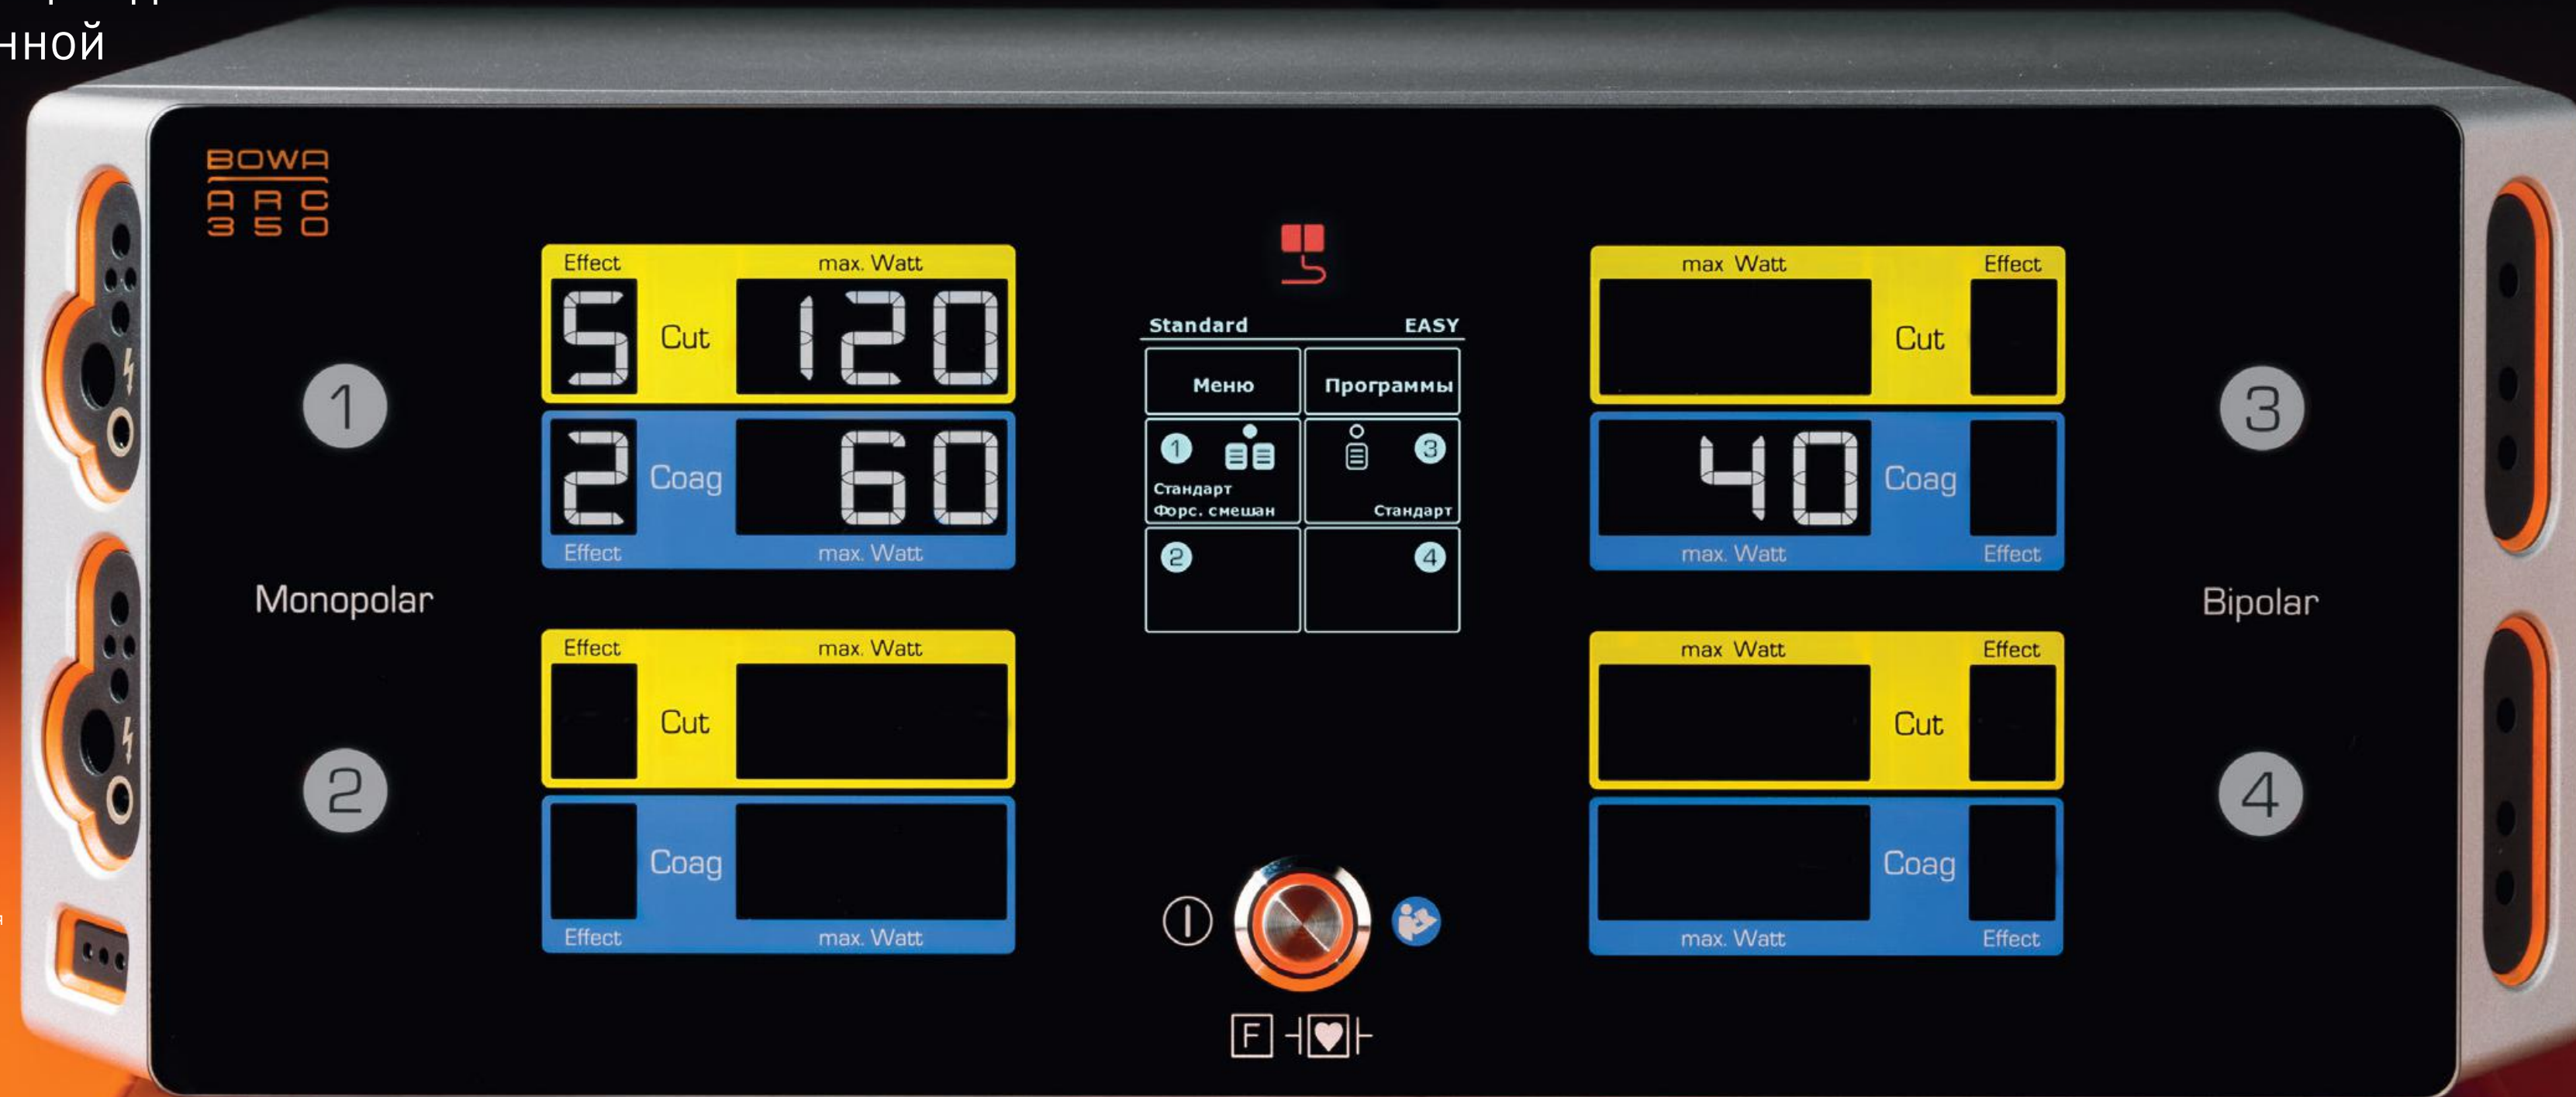 нной
BOWA
ARC
350
Effect max. Watt
5 Cut 120
2 Coag 60
Effect max. Watt
1
Monopolar
Effect max. Watt
Cut
Coag
Effect max. Watt
2
Standard EASY
Меню Программы
1 3
Стандарт
Форс. смешан Стандарт
2 4
F
max Watt Effect
Cut
40 Coag
max. Watt Effect
3
Bipolar
max Watt Effect
Cut
Coag
max. Watt Effect
4
я